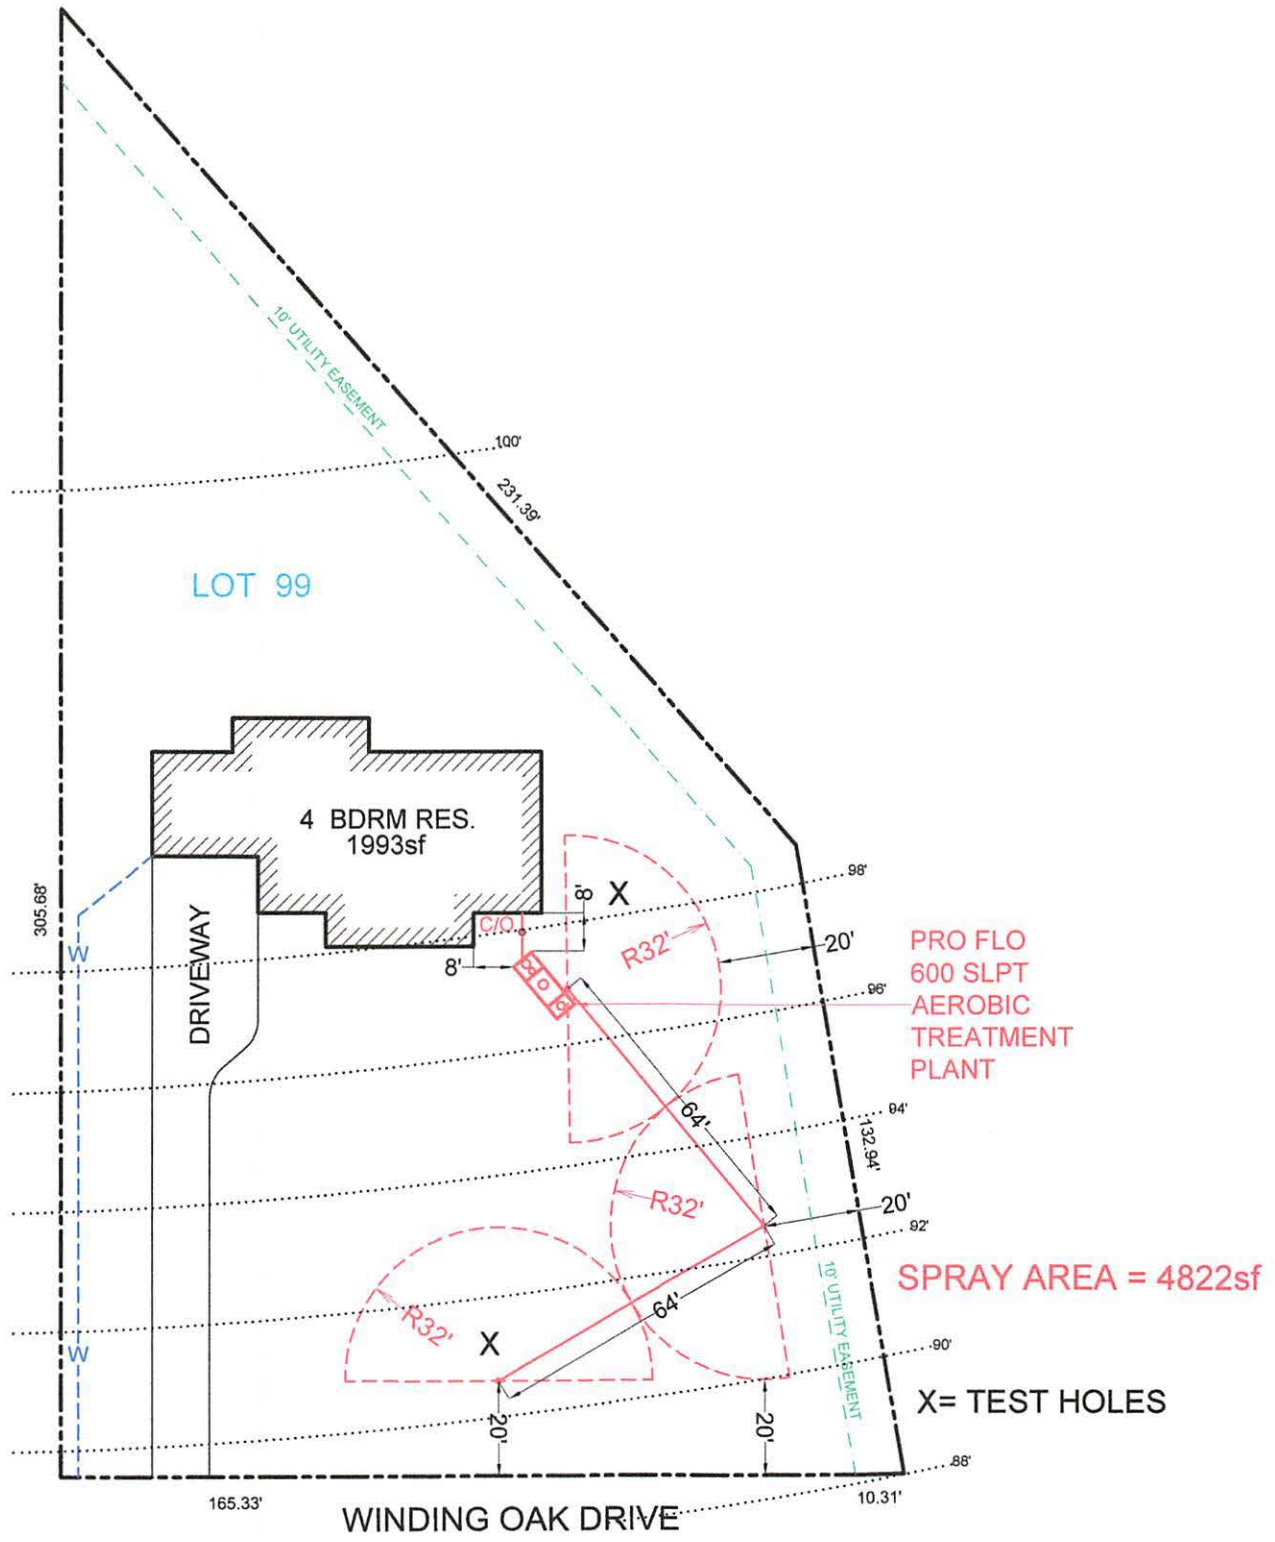 10' UTILITY EASEMENT
100'
231.39'
LOT 99
4 BDRM RES.
1993sf
98'
305.68'
DRIVEWAY
8'
X
C/O
R32'
20'
W
8'
PRO FLO
600 SLPT
AEROBIC
TREATMENT
PLANT
96'
94'
64'
132.94'
R32'
20'
92'
SPRAY AREA = 4822sf
10' UTILITY EASEMENT
64'
R32'
W
X
90'
X= TEST HOLES
20'
20'
88'
165.33'
10.31'
WINDING OAK DRIVE